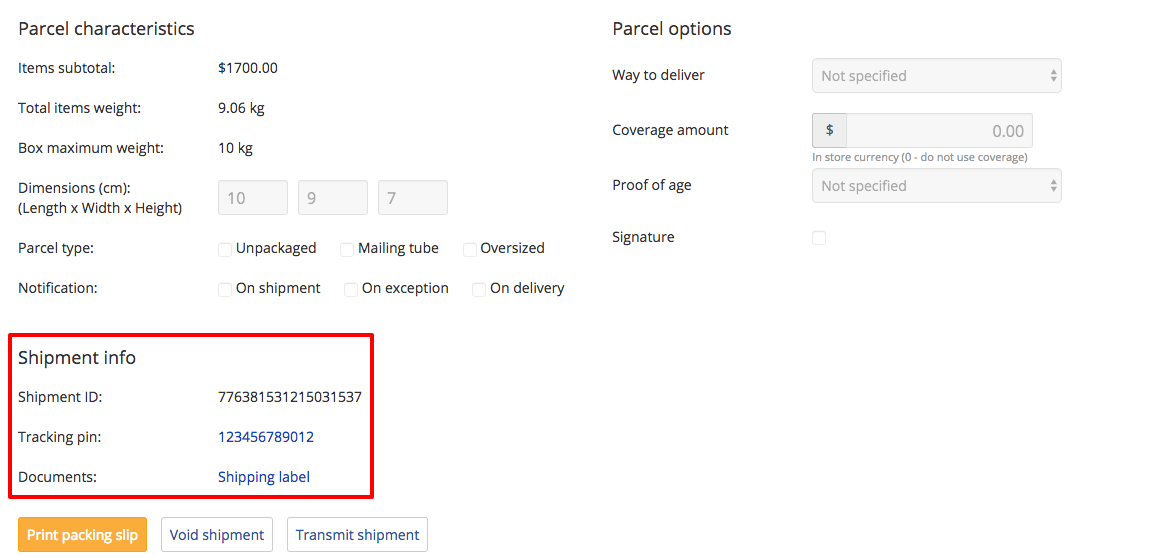 Parcel characteristics
Items subtotal: $1700.00
Total items weight: 9.06 kg
Box maximum weight: 10 kg
Dimensions (cm):
(Length x Width x Height) 10 9 7
Parcel type: Unpackaged Mailing tube Oversized
Notification: On shipment On exception On delivery
Parcel options
Way to deliver Not specified
Coverage amount $ 0.00
In store currency (0 - do not use coverage)
Proof of age Not specified
Signature
Shipment info
Shipment ID: 776381531215031537
Tracking pin: 123456789012
Documents: Shipping label
Print packing slip Void shipment Transmit shipment